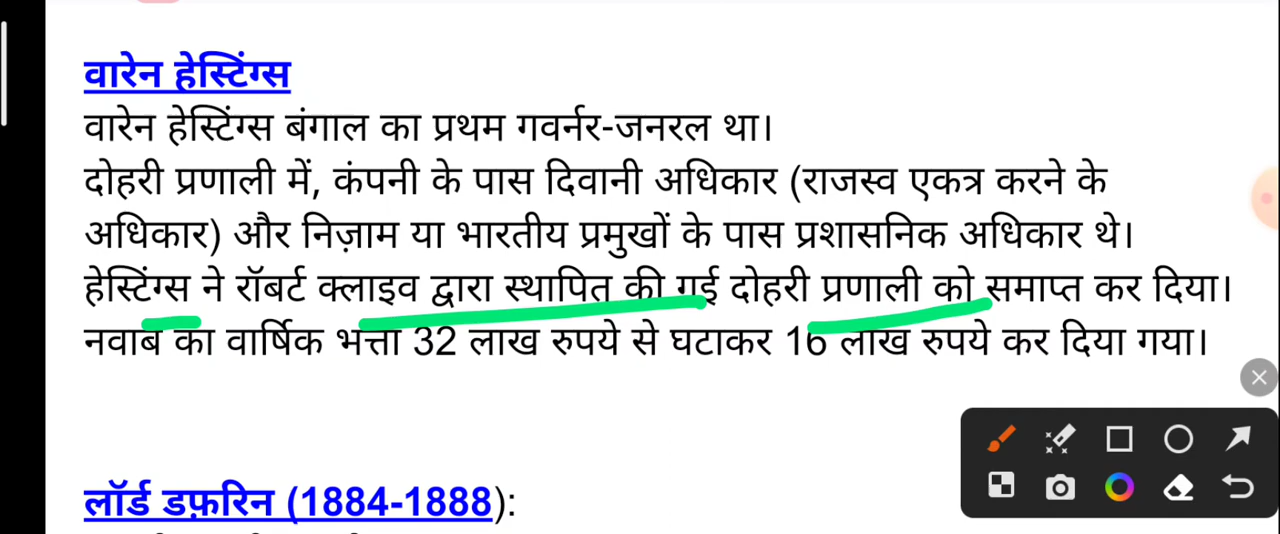 वारेन हेस्टिंग्स
वारेन हेस्टिंग्स बंगाल का प्रथम गवर्नर-जनरल था।
दोहरी प्रणाली में, कंपनी के पास दिवानी अधिकार (राजस्व एकत्र करने के
अधिकार) और निज़ाम या भारतीय प्रमुखों के पास प्रशासनिक अधिकार थे।
हेस्टिंग्स ने रॉबर्ट क्लाइव द्वारा स्थापित की गई दोहरी प्रणाली को समाप्त कर दिया।
नवाब का वार्षिक भत्ता 32 लाख रुपये से घटाकर 16 लाख रुपये कर दिया गया।
लॉर्ड डफ़रिन (1884-1888):